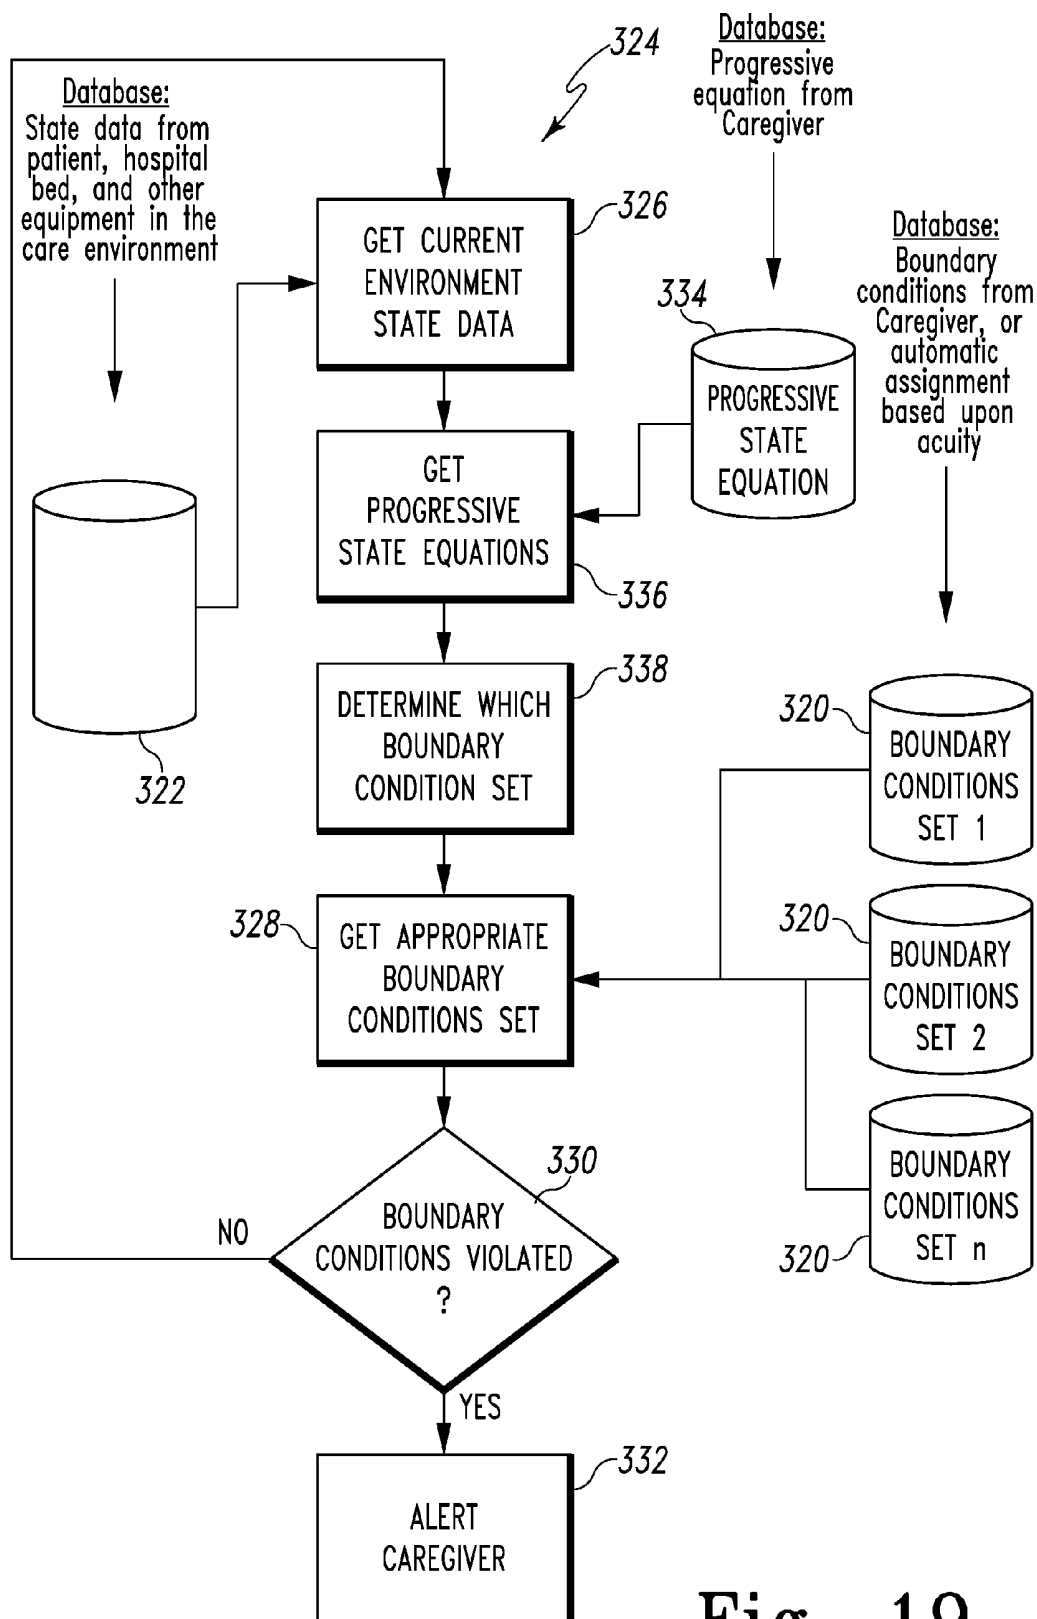 324
Database:
Progressive
equation from
Caregiver
Database:
State data from
patient, hospital
bed, and other
equipment in the
care environment
326
GET CURRENT
ENVIRONMENT
STATE DATA
Database:
Boundary
conditions from
Caregiver, or
automatic
assignment
based upon
acuity
334
PROGRESSIVE
STATE
EQUATION
GET
PROGRESSIVE
STATE EQUATIONS
336
322
338
DETERMINE WHICH
BOUNDARY
CONDITION SET
320
BOUNDARY
CONDITIONS
SET 1
328
GET APPROPRIATE
BOUNDARY
CONDITIONS SET
320
BOUNDARY
CONDITIONS
SET 2
330
BOUNDARY
CONDITIONS VIOLATED
?
NO
YES
BOUNDARY
CONDITIONS
SET n
320
332
ALERT
CAREGIVER
Fig. 19